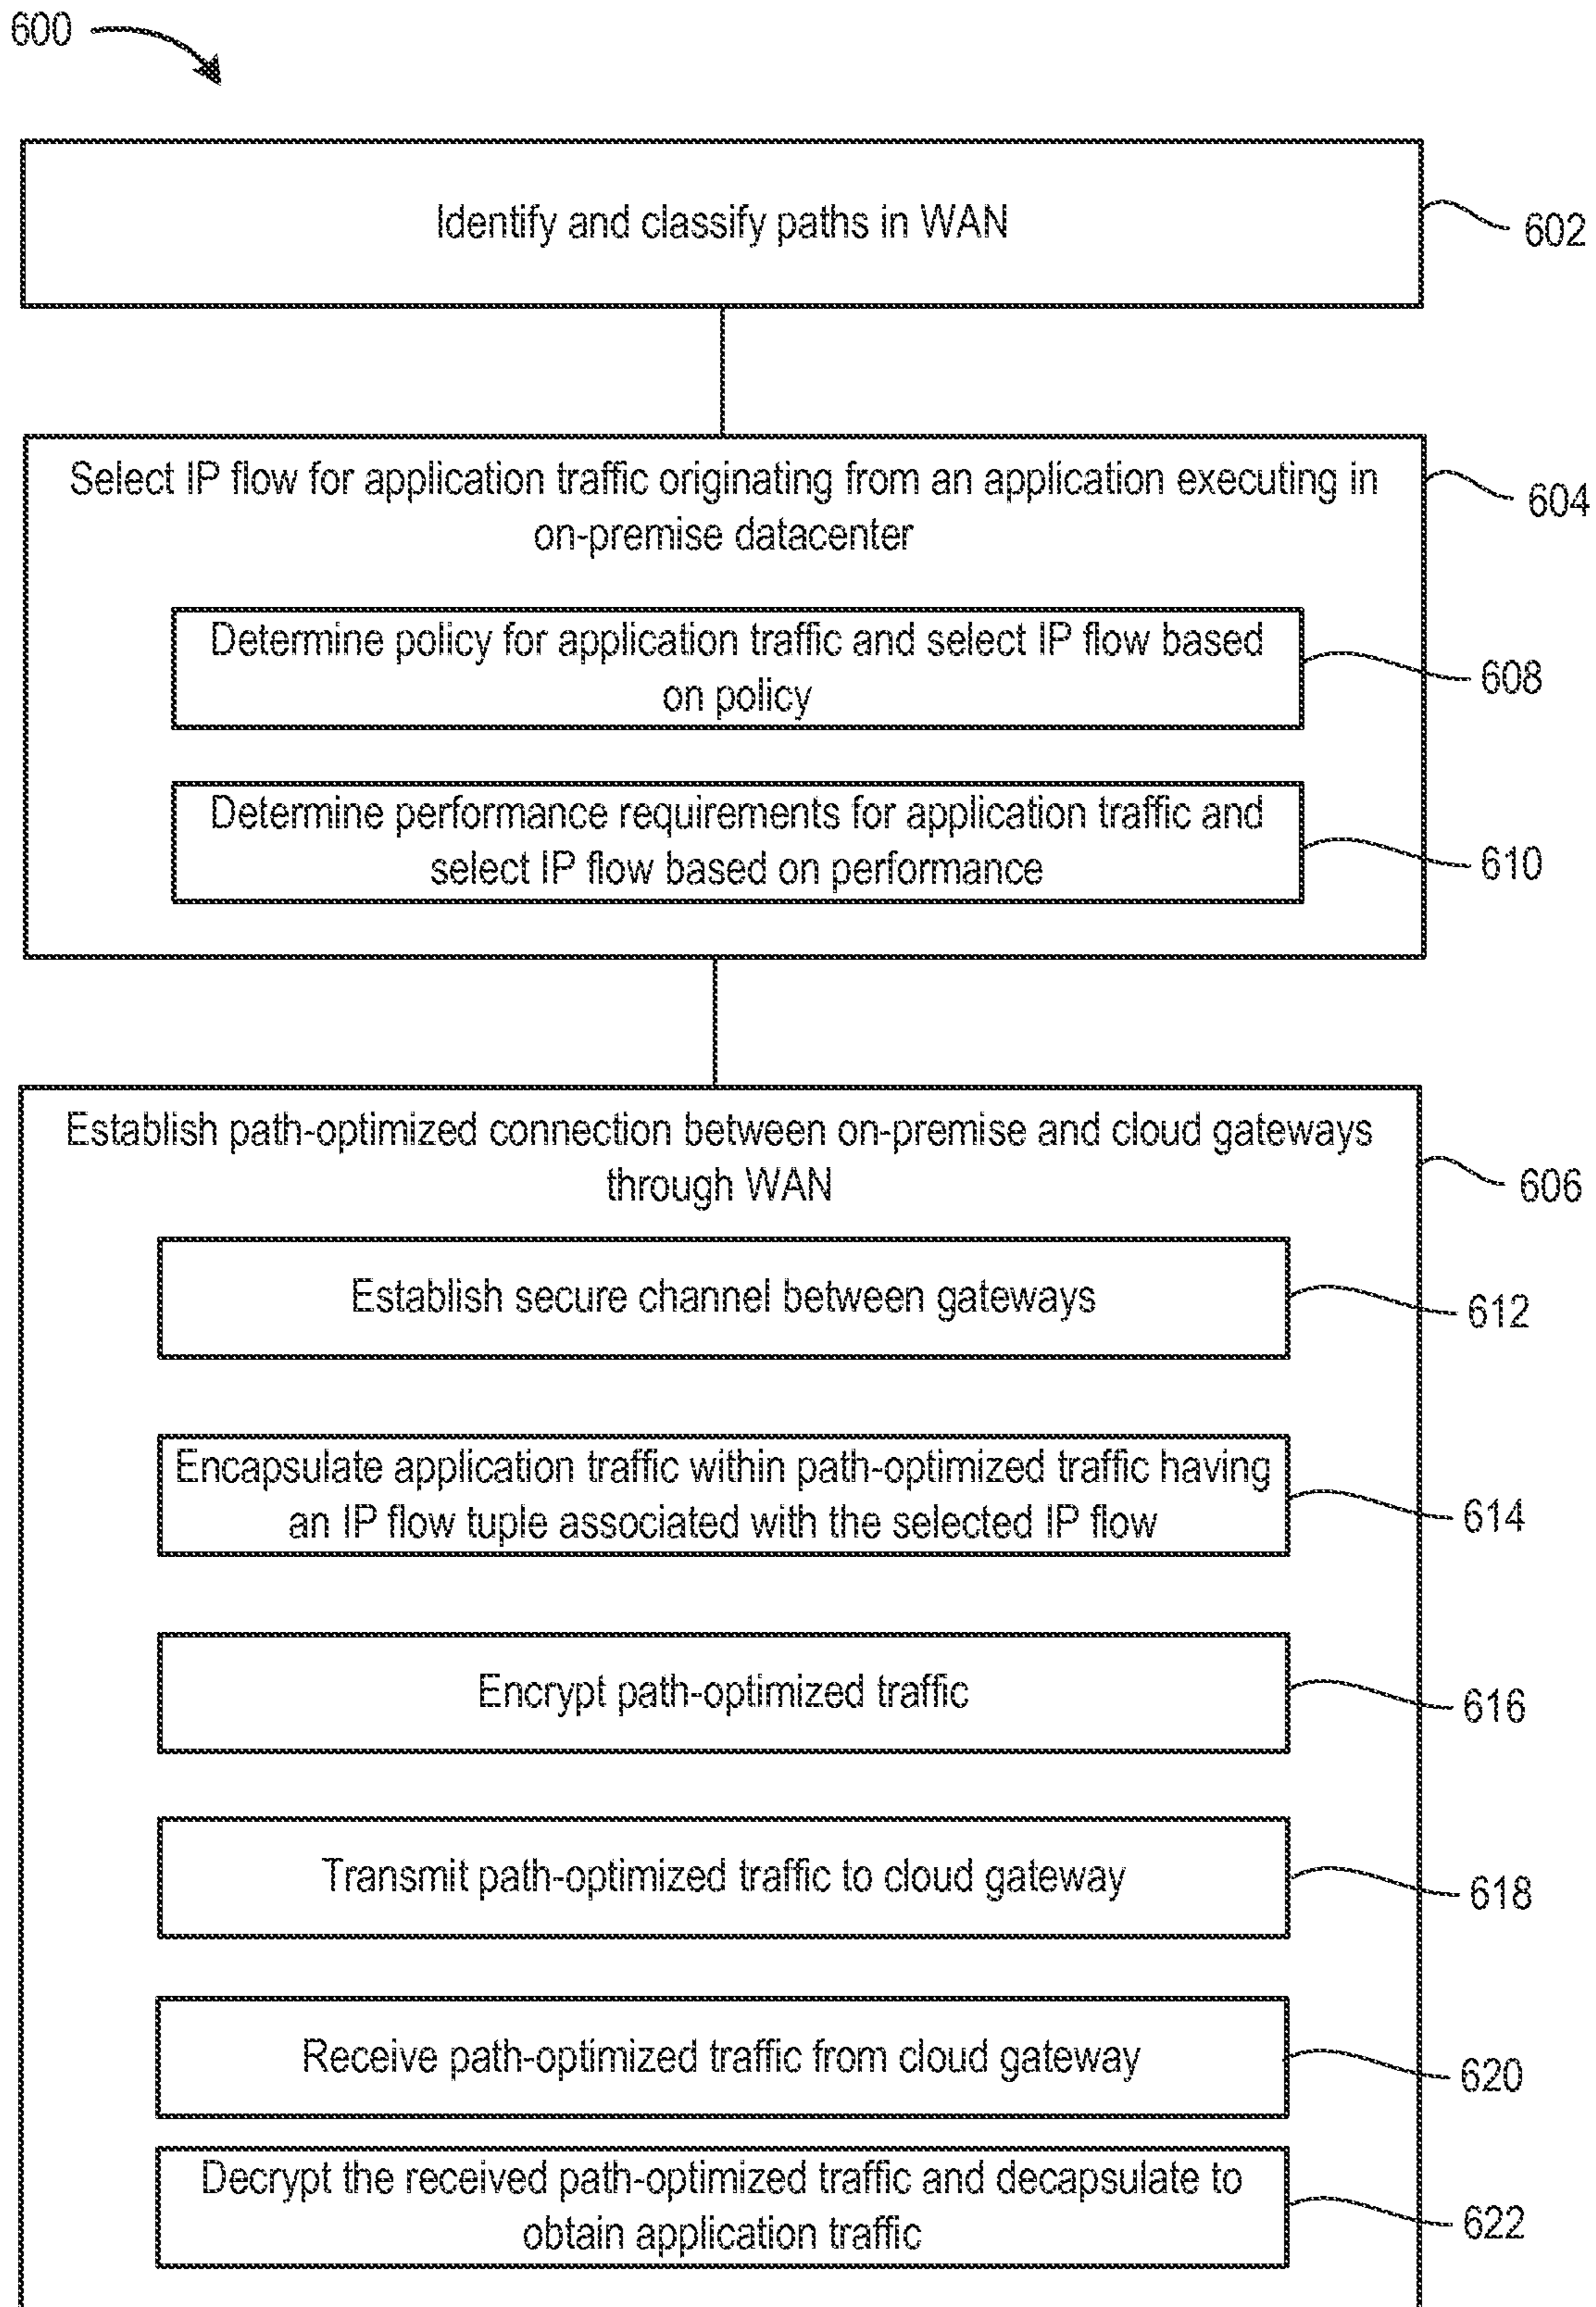 600
Identify and classify paths in WAN
602
Select IP flow for application traffic originating from an application executing in
on-premise datacenter
604
Determine policy for application traffic and select IP flow based
on policy
608
Determine performance requirements for application traffic and
select IP flow based on performance
610
Establish path-optimized connection between on-premise and cloud gateways
through WAN
606
Establish secure channel between gateways
612
Encapsulate application traffic within path-optimized traffic having
an IP flow tuple associated with the selected IP flow
614
Encrypt path-optimized traffic
616
Transmit path-optimized traffic to cloud gateway
618
Receive path-optimized traffic from cloud gateway
620
Decrypt the received path-optimized traffic and decapsulate to
obtain application traffic
622